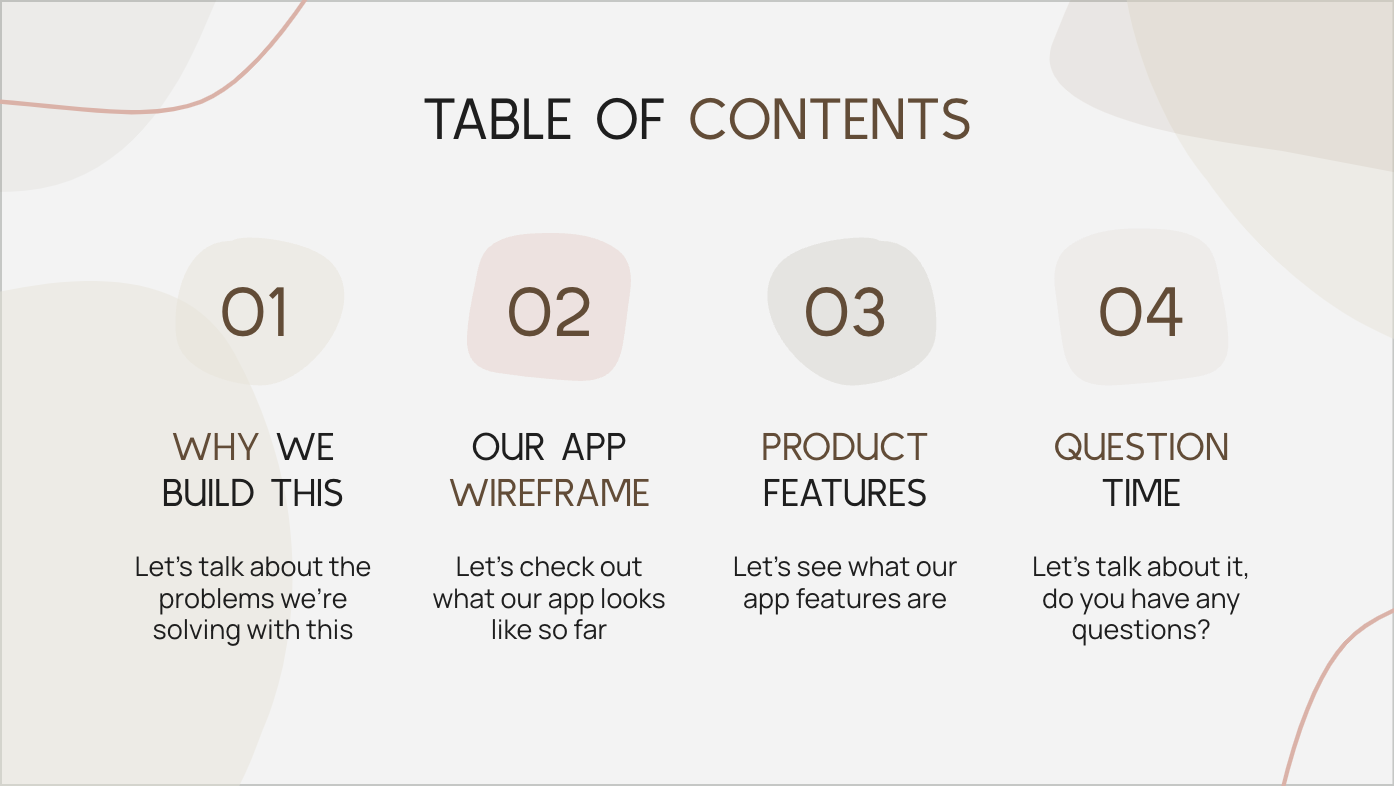 TABLE OF CONTENTS
01
WHY WE
BUILD THIS
Let's talk about the
problems we're
solving with this
02
OUR APP
WIREFRAME
Let's check out
what our app looks
like so far
03
PRODUCT
FEATURES
Let's see what our
app features are
04
QUESTION
TIME
Let's talk about it,
do you have any
questions?